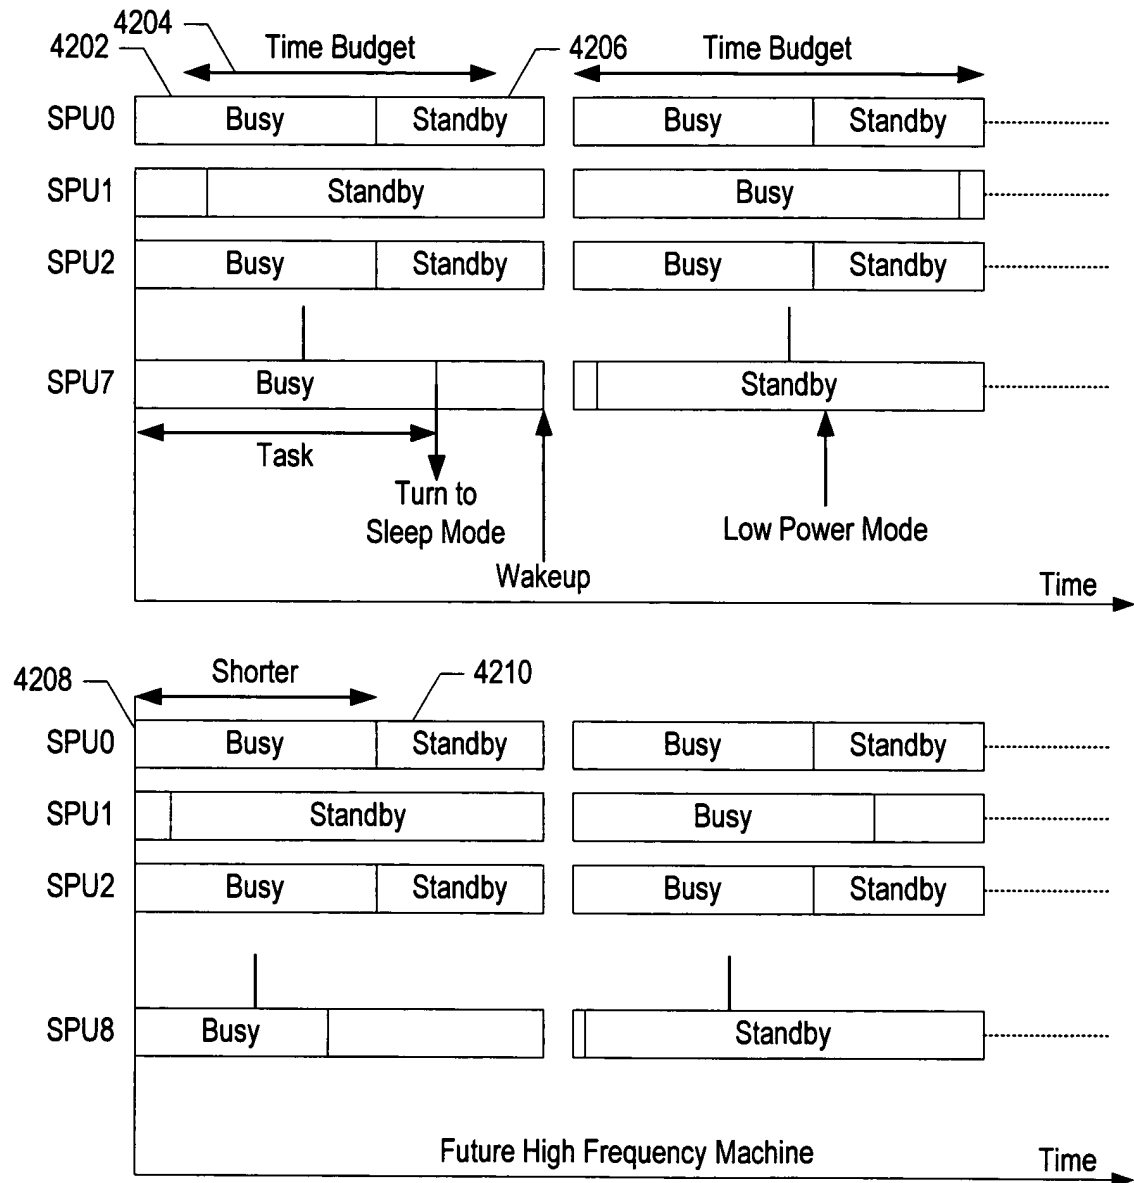 4204
4202 Time Budget 4206 Time Budget
SPU0 Busy Standby Busy Standby
SPU1 Standby Busy
SPU2 Busy Standby Busy Standby
SPU7 Busy Standby
Task
Turn to
Sleep Mode
Low Power Mode
Wakeup
Time
4208 Shorter 4210
SPU0 Busy Standby Busy Standby
SPU1 Standby Busy
SPU2 Busy Standby Busy Standby
SPU8 Busy Standby
Future High Frequency Machine
Time